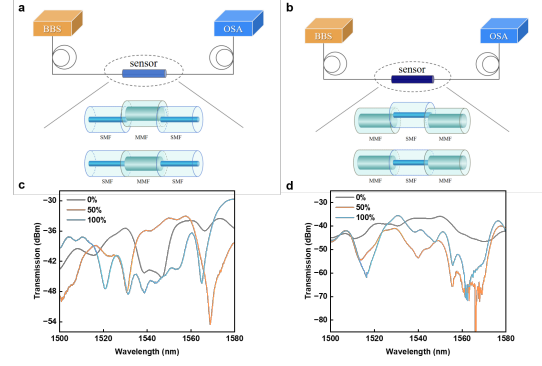 a
BBS
OSA
sensor
SMF MMF SMF
SMF MMF SMF
b
BBS
OSA
sensor
MMF SMF MMF
MMF SMF MMF
c
0%
50%
100%
Transmission (dBm)
−30
−36
−42
−48
−54
1500 1520 1540 1560 1580
Wavelength (nm)
d
0%
50%
100%
Transmission (dBm)
−30
−40
−50
−60
−70
−80
1500 1520 1540 1560 1580
Wavelength (nm)